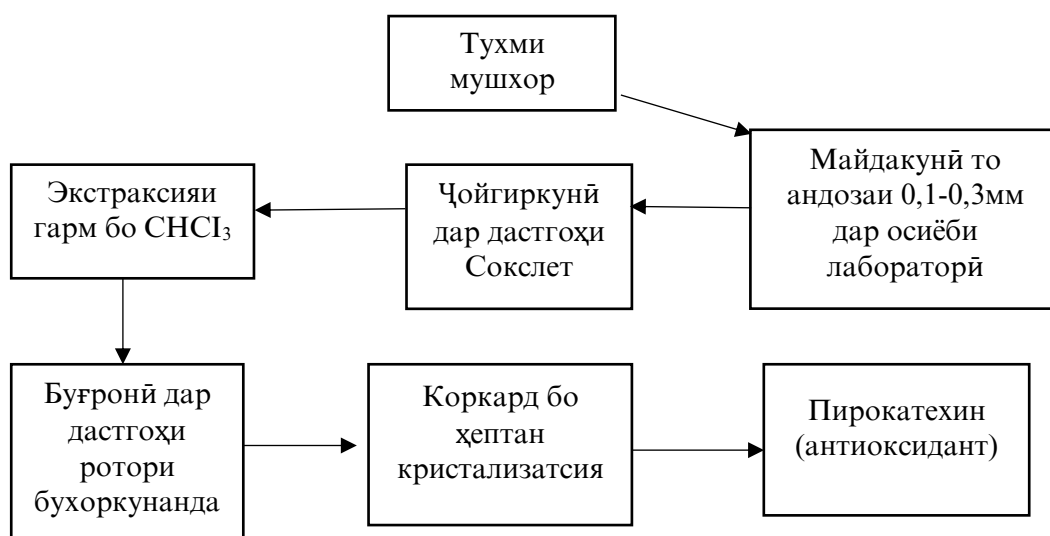 Тухми
мушхор
Майдакунӣ то
андозаи 0,1-0,3мм
дар осиёби
лабораторӣ
Ҷойгиркунӣ
дар дастгоҳи
Сокслет
Экстраксияи
гарм бо CHCI₃
Буғронӣ дар
дастгоҳи
ротори
бухоркунанда
Коркард бо
ҳептан
кристализатсия
Пирокатехин
(антиоксидант)